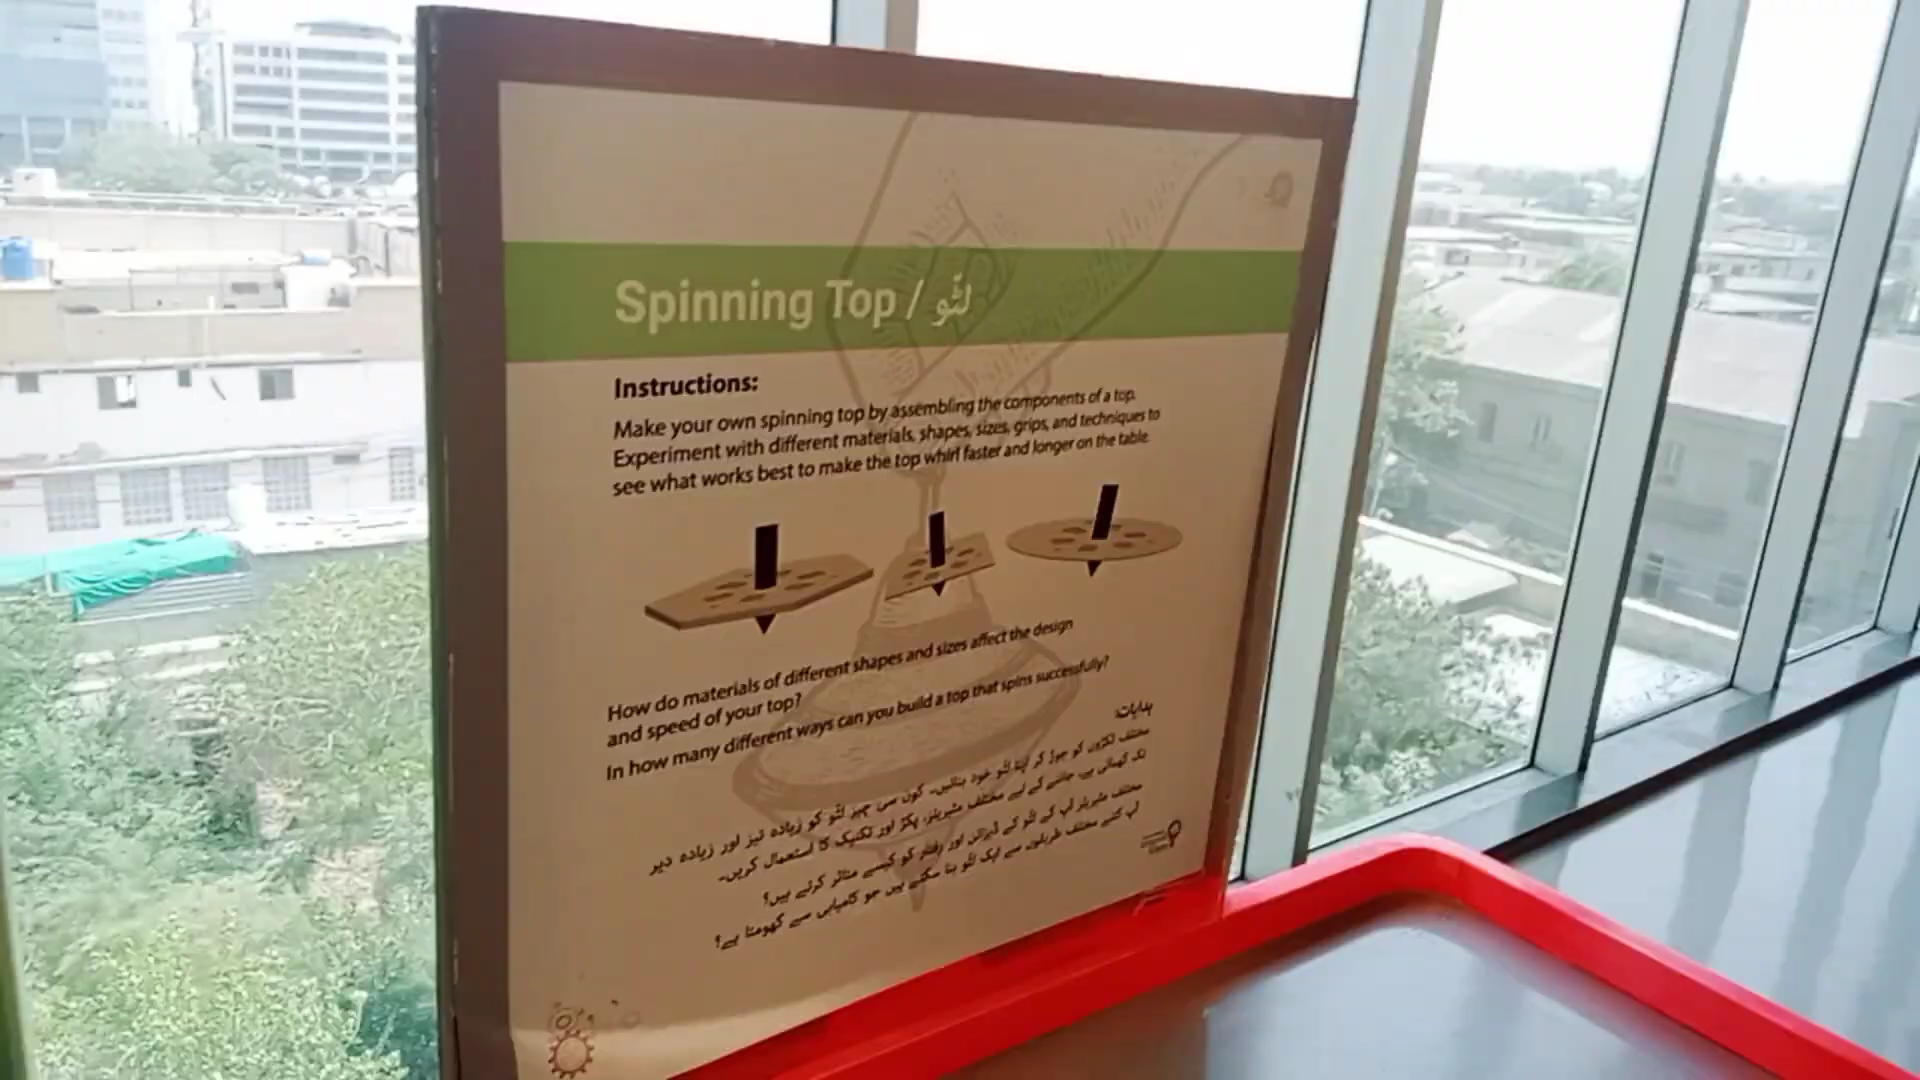 Spinning Top / لٹّو
Instructions:
Make your own spinning top by assembling the components of a top.
Experiment with different materials, shapes, sizes, grips, and techniques to
see what works best to make the top whirl faster and longer on the table.
How do materials of different shapes and sizes affect the design
and speed of your top?
In how many different ways can you build a top that spins successfully?
ہدایات:
مختلف ٹکڑوں کو جوڑ کر اپنا لٹو خود بنائیں۔ کون سی چیز لٹو کو زیادہ تیز اور زیادہ دیر
تک گھماتی ہے، جاننے کے لیے مختلف مٹیریلز، پکڑ اور تکنیک کا استعمال کریں۔
مختلف مٹیریلز آپ کے لٹو کے ڈیزائن اور رفتار کو کیسے متاثر کرتے ہیں؟
آپ کتنے مختلف طریقوں سے ایک لٹو بنا سکتے ہیں جو کامیابی سے گھومتا ہے؟